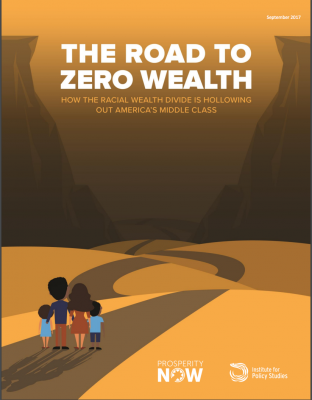 September 2017
THE ROAD TO
ZERO WEALTH
HOW THE RACIAL WEALTH DIVIDE IS HOLLOWING
OUT AMERICA'S MIDDLE CLASS
PROSPERITY
NOW
Institute for
Policy Studies